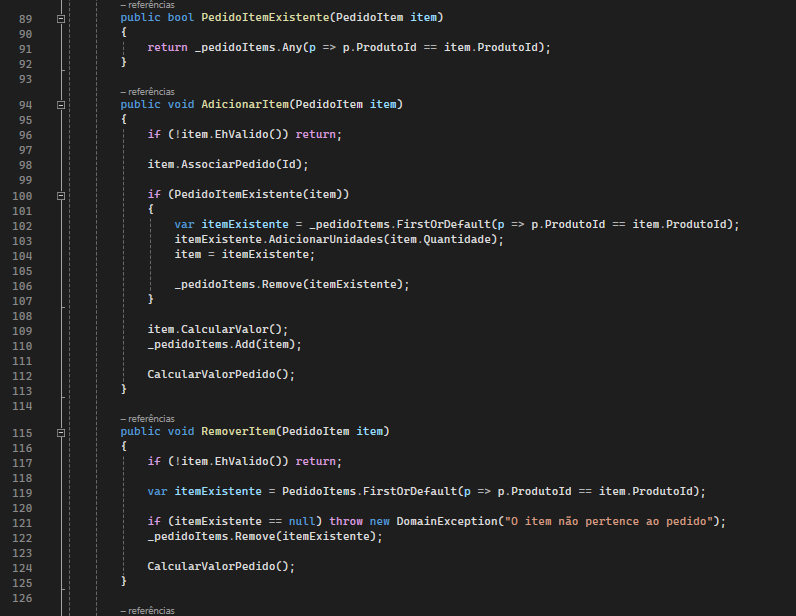 – referências
89 public bool PedidoItemExistente(PedidoItem item)
90 {
91 return _pedidoItems.Any(p => p.ProdutoId == item.ProdutoId);
92 }
93
– referências
94 public void AdicionarItem(PedidoItem item)
95 {
96 if (!item.EhValido()) return;
97
98 item.AssociarPedido(Id);
99
100 if (PedidoItemExistente(item))
101 {
102 var itemExistente = _pedidoItems.FirstOrDefault(p => p.ProdutoId == item.ProdutoId);
103 itemExistente.AdicionarUnidades(item.Quantidade);
104 item = itemExistente;
105
106 _pedidoItems.Remove(itemExistente);
107 }
108
109 item.CalcularValor();
110 _pedidoItems.Add(item);
111
112 CalcularValorPedido();
113 }
114
– referências
115 public void RemoverItem(PedidoItem item)
116 {
117 if (!item.EhValido()) return;
118
119 var itemExistente = PedidoItems.FirstOrDefault(p => p.ProdutoId == item.ProdutoId);
120
121 if (itemExistente == null) throw new DomainException("O item não pertence ao pedido");
122 _pedidoItems.Remove(itemExistente);
123
124 CalcularValorPedido();
125 }
126
– referências